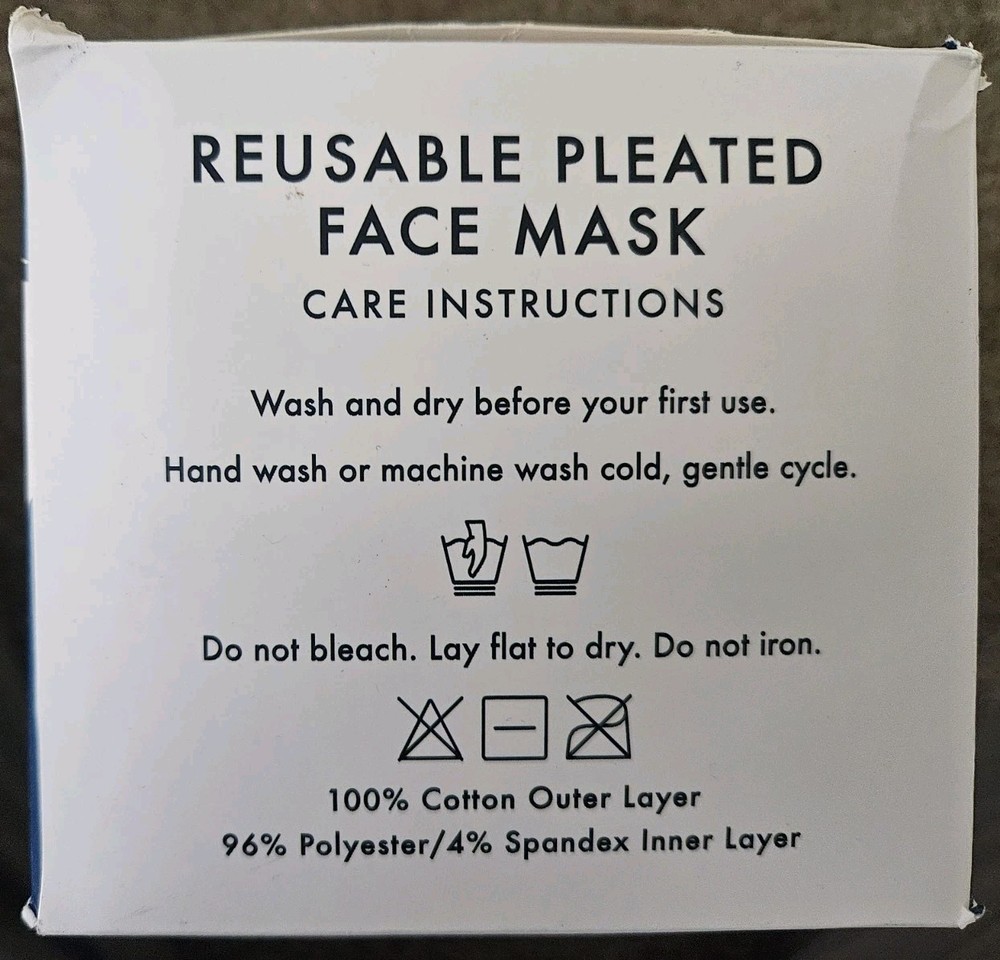 REUSABLE PLEATED
FACE MASK
CARE INSTRUCTIONS
Wash and dry before your first use.
Hand wash or machine wash cold, gentle cycle.
Do not bleach. Lay flat to dry. Do not iron.
100% Cotton Outer Layer
96% Polyester/4% Spandex Inner Layer